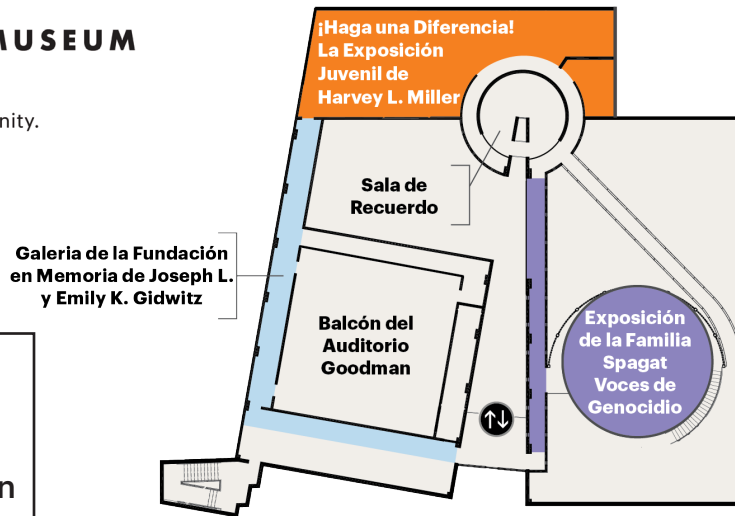 MUSEUM
nity.
¡Haga una Diferencia!
La Exposición
Juvenil de
Harvey L. Miller
Sala de
Recuerdo
Galeria de la Fundación
en Memoria de Joseph L.
y Emily K. Gidwitz
Balcón del
Auditorio
Goodman
Exposición
de la Familia
Spagat
Voces de
Genocidio
n